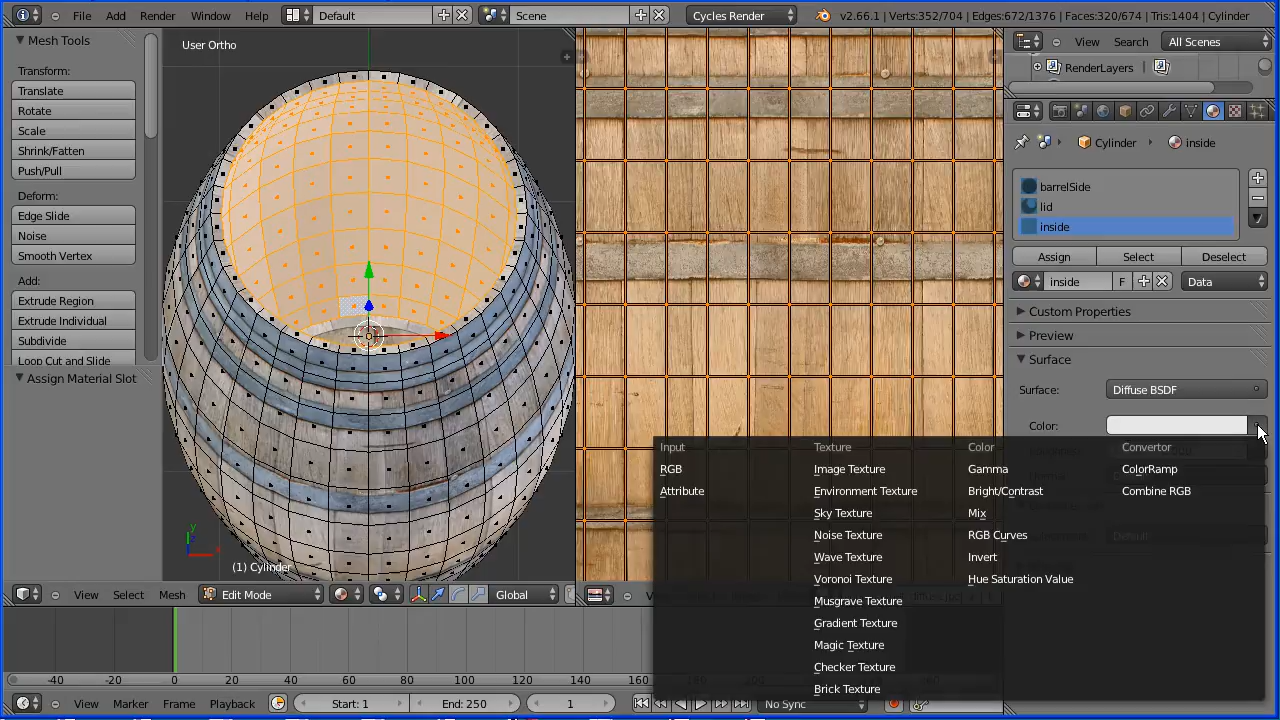 File Add Render Window Help Default Scene Cycles Render v2.66.1 | Verts:352/704 | Edges:672/1376 | Faces:320/674 | Tris:1404 | Cylinder
Mesh Tools
Transform:
Translate
Rotate
Scale
Shrink/Fatten
Push/Pull
Deform:
Edge Slide
Noise
Smooth Vertex
Add:
Extrude Region
Extrude Individual
Subdivide
Loop Cut and Slide
Assign Material Slot
User Ortho
y
(1) Cylinder
View Search All Scenes
RenderLayers
Cylinder inside
barrelSide
lid
inside
Assign Select Deselect
inside F Data
Custom Properties
Preview
Surface
Surface: Diffuse BSDF
Color:
Input Texture Color Convertor
RGB Image Texture Gamma ColorRamp
Attribute Environment Texture Bright/Contrast Combine RGB
Sky Texture Mix
Noise Texture RGB Curves
Wave Texture Invert
Voronoi Texture Hue Saturation Value
Musgrave Texture
Gradient Texture
Magic Texture
Checker Texture
Brick Texture
View Select Mesh Edit Mode Global
-40 -20 0 20 40 60 80 100 120 140 160
View Marker Frame Playback Start: 1 End: 250 1 No Sync